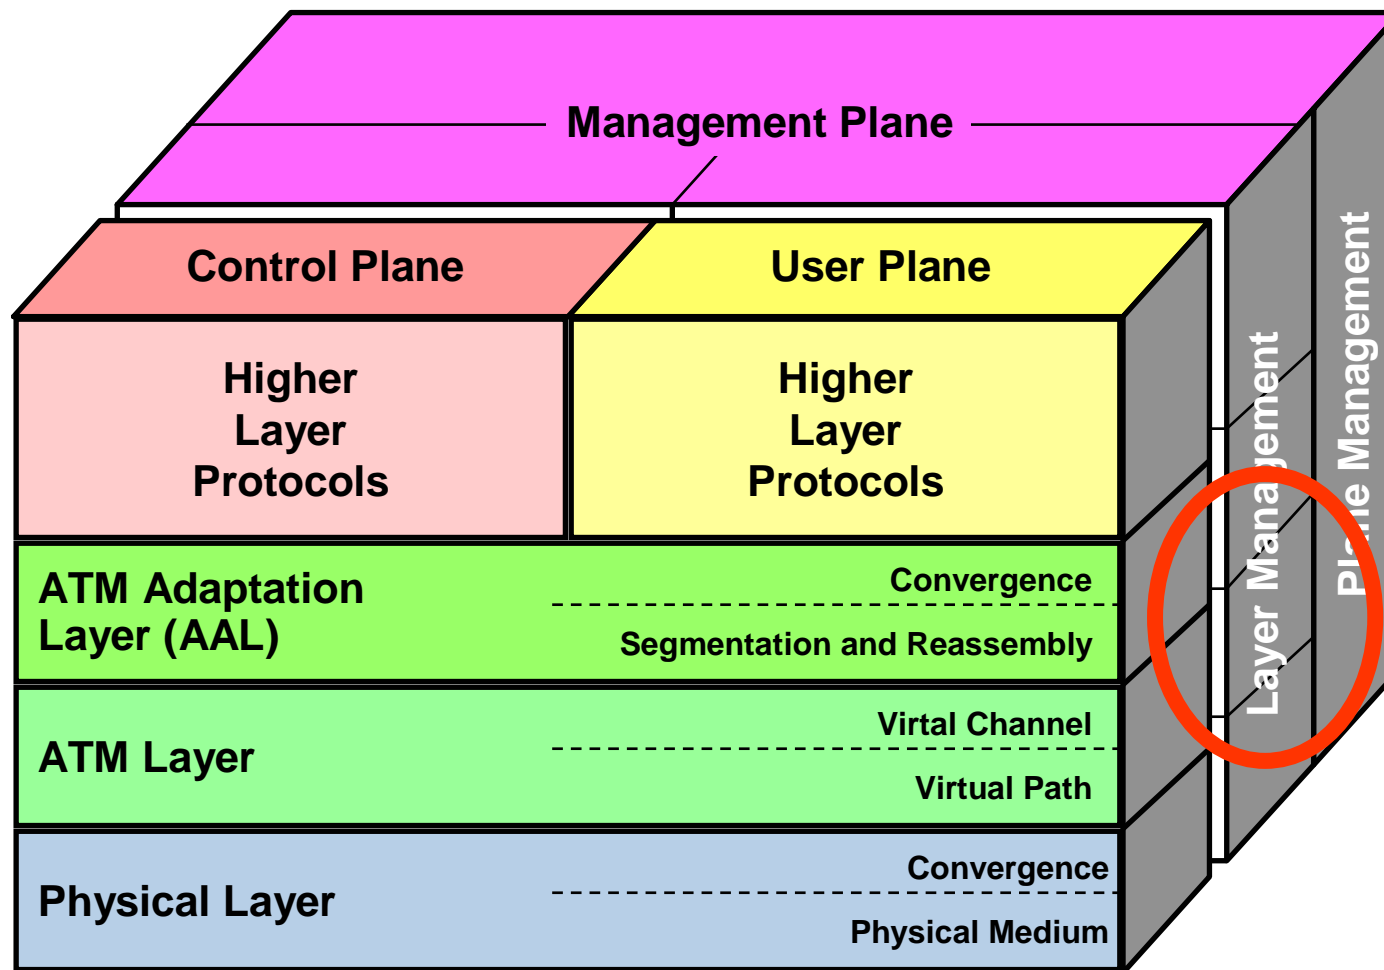 Management Plane
Control Plane
User Plane
Higher
Layer
Protocols
Higher
Layer
Protocols
Layer Management
Plane Management
ATM Adaptation
Layer (AAL)
Convergence
Segmentation and Reassembly
ATM Layer
Virtal Channel
Virtual Path
Physical Layer
Convergence
Physical Medium